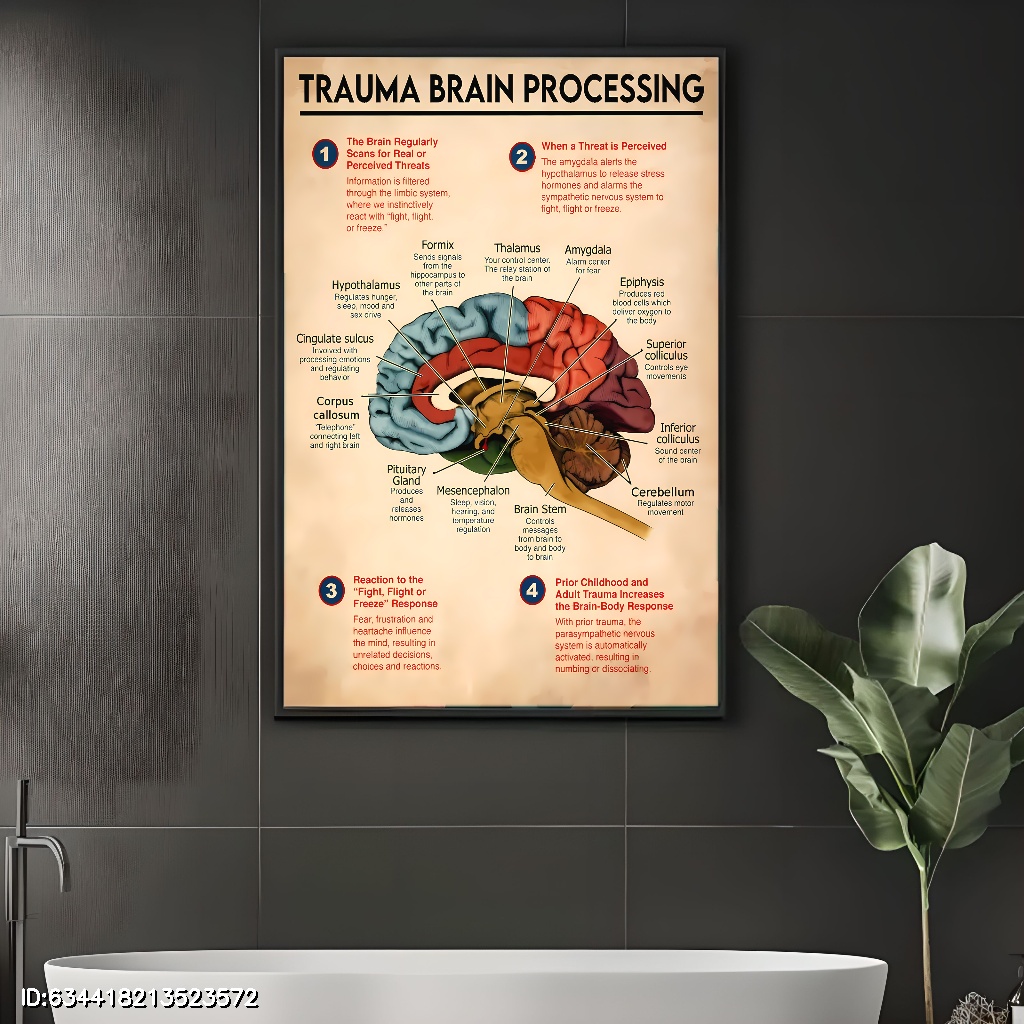 TRAUMA BRAIN PROCESSING
1
The Brain Regularly
Scans for Real or
Perceived Threats
Information is filtered
through the limbic system,
where we instinctively
react with "fight, flight,
or freeze."
2
When a Threat is Perceived
The amygdala alerts the
hypothalamus to release stress
hormones and alarms the
sympathetic nervous system to
fight, flight or freeze.
Formix
Sends signals
from the
hippocampus to
other parts of
the brain
Thalamus
Your control center.
The relay station of
the brain
Amygdala
Alarm center
for fear
Hypothalamus
Regulates hunger,
sleep, mood and
sex drive
Epiphysis
Produces red
blood cells which
deliver oxygen to
the body
Cingulate sulcus
Involved with
processing emotions
and regulating
behavior
Superior
colliculus
Controls eye
movements
Corpus
callosum
"Telephone"
connecting left
and right brain
Inferior
colliculus
Sound center
of the brain
Pituitary
Gland
Produces
and
releases
hormones
Mesencephalon
Sleep, vision,
hearing, and
temperature
regulation
Brain Stem
Controls
messages
from brain to
body and body
to brain
Cerebellum
Regulates motor
movement
3
Reaction to the
"Fight, Flight or
Freeze" Response
Fear, frustration and
heartache influence
the mind, resulting in
unrelated decisions,
choices and reactions.
4
Prior Childhood and
Adult Trauma Increases
the Brain-Body Response
With prior trauma, the
parasympathetic nervous
system is automatically
activated, resulting in
numbing or dissociating.
ID:634418213523572